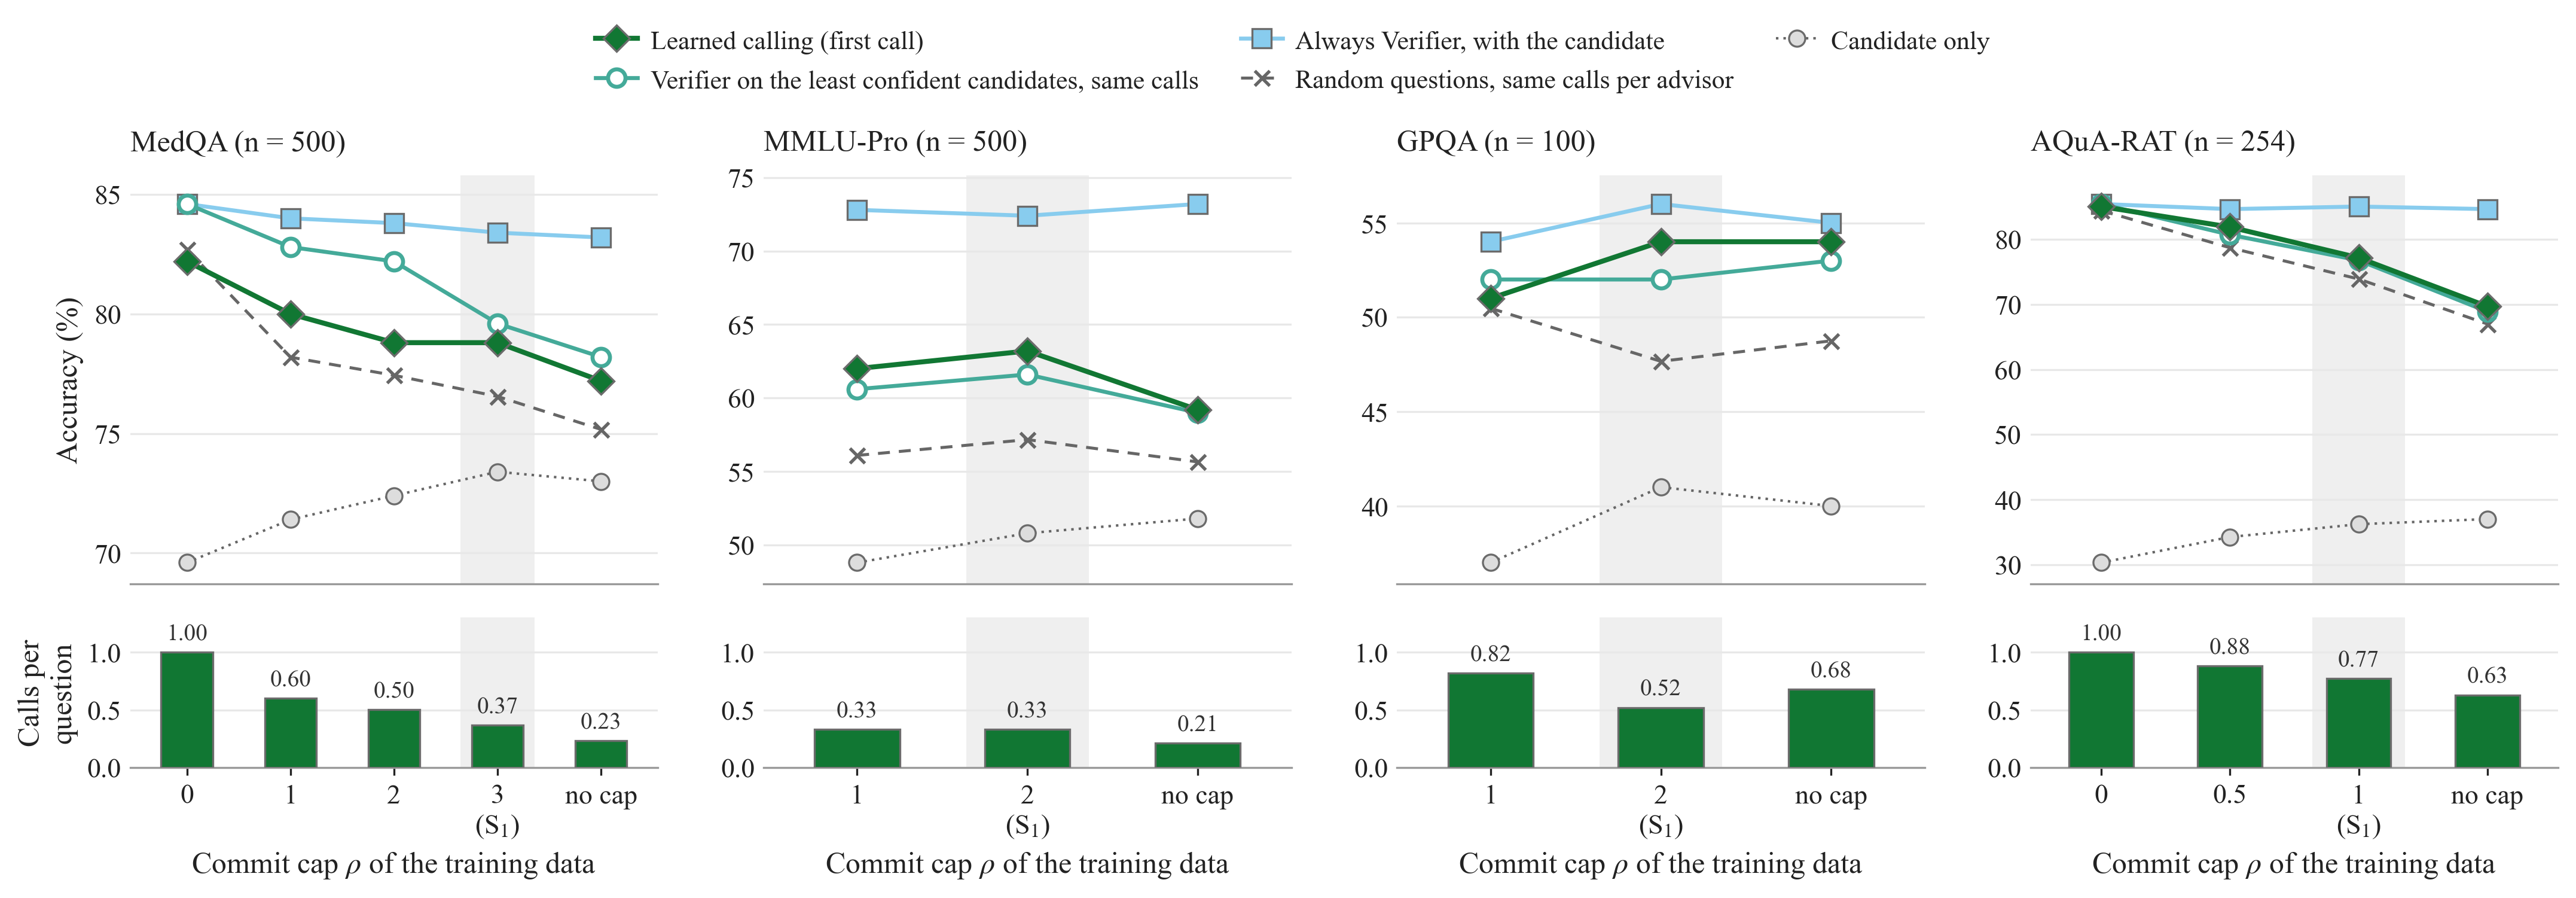 Learned calling (first call)
Always Verifier, with the candidate
Candidate only
Verifier on the least confident candidates, same calls
Random questions, same calls per advisor
MedQA (n = 500)
MMLU-Pro (n = 500)
GPQA (n = 100)
AQuA-RAT (n = 254)
Accuracy (%)
85
80
75
70
75
70
65
60
55
50
55
50
45
40
80
70
60
50
40
30
Calls per
question
1.0
0.5
0.0
1.00
0.60
0.50
0.37
0.23
1.0
0.5
0.0
0.33
0.33
0.21
1.0
0.5
0.0
0.82
0.52
0.68
1.0
0.5
0.0
1.00
0.88
0.77
0.63
0 1 2 3 no cap
(S₁)
Commit cap ρ of the training data
1 2 no cap
(S₁)
Commit cap ρ of the training data
1 2 no cap
(S₁)
Commit cap ρ of the training data
0 0.5 1 no cap
(S₁)
Commit cap ρ of the training data